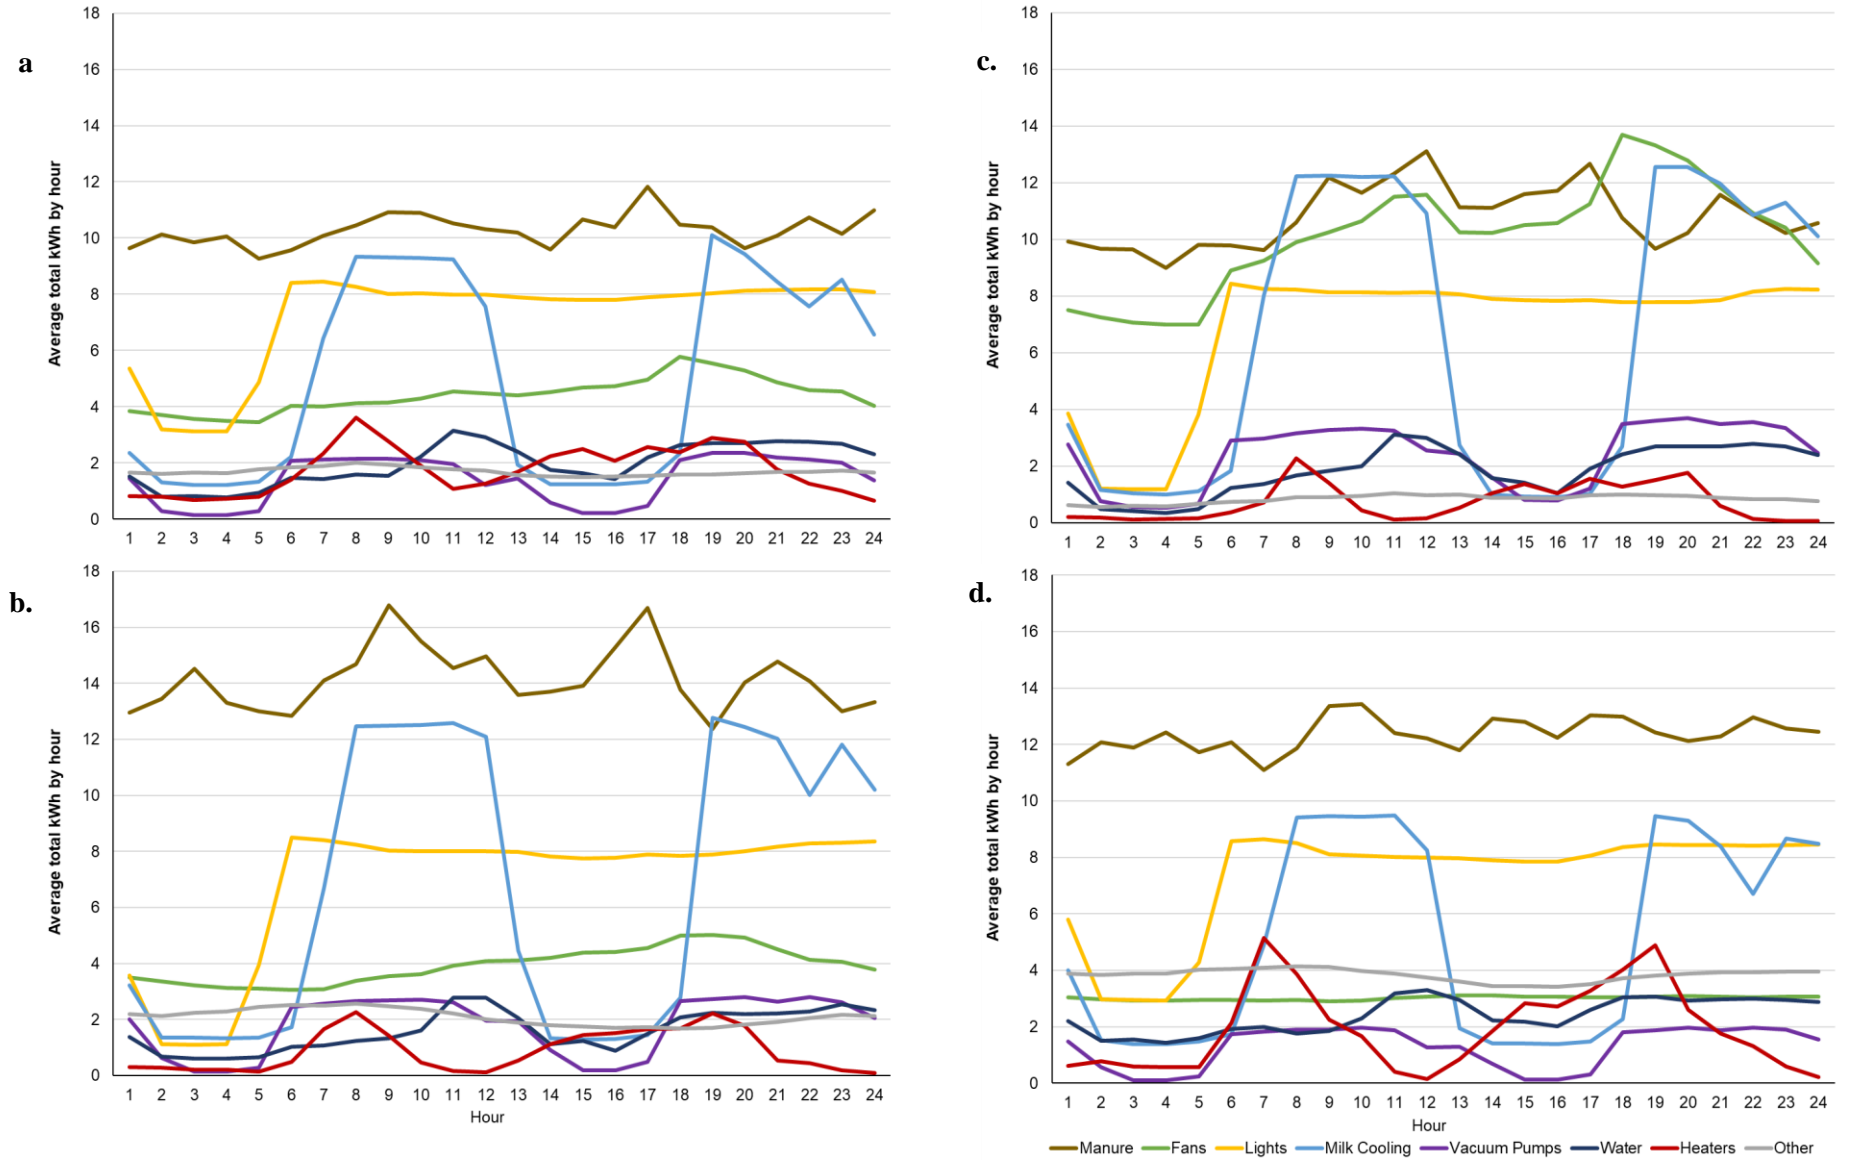 a
Average total kWh by hour
18
16
14
12
10
8
6
4
2
0
1 2 3 4 5 6 7 8 9 10 11 12 13 14 15 16 17 18 19 20 21 22 23 24
b.
Average total kWh by hour
18
16
14
12
10
8
6
4
2
0
1 2 3 4 5 6 7 8 9 10 11 12 13 14 15 16 17 18 19 20 21 22 23 24
Hour
c.
Average total kWh by hour
18
16
14
12
10
8
6
4
2
0
1 2 3 4 5 6 7 8 9 10 11 12 13 14 15 16 17 18 19 20 21 22 23 24
d.
Average total kWh by hour
18
16
14
12
10
8
6
4
2
0
1 2 3 4 5 6 7 8 9 10 11 12 13 14 15 16 17 18 19 20 21 22 23 24
Hour
Manure Fans Lights Milk Cooling Vacuum Pumps Water Heaters Other